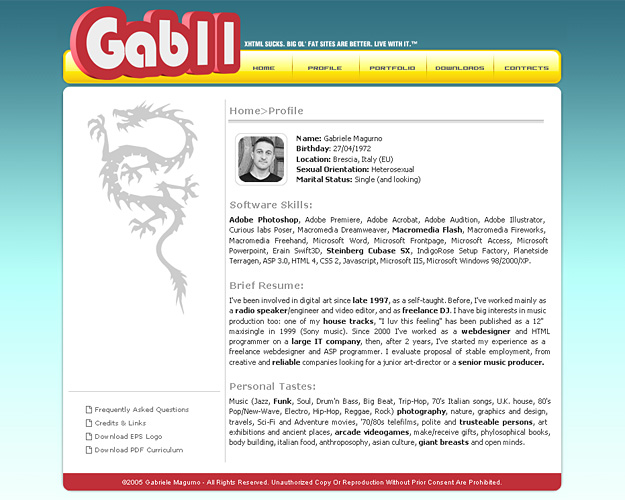 Gab11
XHTML SUCKS. BIG OL' FAT SITES ARE BETTER. LIVE WITH IT.™
HOME PROFILE PORTFOLIO DOWNLOADS CONTACTS
Home>Profile
Name: Gabriele Magurno
Birthday: 27/04/1972
Location: Brescia, Italy (EU)
Sexual Orientation: Heterosexual
Marital Status: Single (and looking)
Software Skills:
Adobe Photoshop, Adobe Premiere, Adobe Acrobat, Adobe Audition, Adobe Illustrator,
Curious labs Poser, Macromedia Dreamweaver, Macromedia Flash, Macromedia Fireworks,
Macromedia Freehand, Microsoft Word, Microsoft Frontpage, Microsoft Access, Microsoft
Powerpoint, Erain Swift3D, Steinberg Cubase SX, IndigoRose Setup Factory, Planetside
Terragen, ASP 3.0, HTML 4, CSS 2, Javascript, Microsoft IIS, Microsoft Windows 98/2000/XP.
Brief Resume:
I've been involved in digital art since late 1997, as a self-taught. Before, I've worked mainly as
a radio speaker/engineer and video editor, and as freelance DJ. I have big interests in music
production too: one of my house tracks, "I luv this feeling" has been published as a 12"
maxisingle in 1999 (Sony music). Since 2000 I've worked as a webdesigner and HTML
programmer on a large IT company, then, after 2 years, I've started my experience as a
freelance webdesigner and ASP programmer. I evaluate proposal of stable employment, from
creative and reliable companies looking for a junior art-director or a senior music producer.
Personal Tastes:
Music (Jazz, Funk, Soul, Drum'n Bass, Big Beat, Trip-Hop, 70's Italian songs, U.K. house, 80's
Pop/New-Wave, Electro, Hip-Hop, Reggae, Rock) photography, nature, graphics and design,
travels, Sci-Fi and Adventure movies, '70/80s telefilms, polite and trusteable persons, art
exhibitions and ancient places, arcade videogames, make/receive gifts, phylosophical books,
body building, italian food, anthroposophy, asian culture, giant breasts and open minds.
Frequently Asked Questions
Credits & Links
Download EPS Logo
Download PDF Curriculum
©2005 Gabriele Magurno - All Rights Reserved. Unauthorized Copy Or Reproduction Without Prior Consent Are Prohibited.